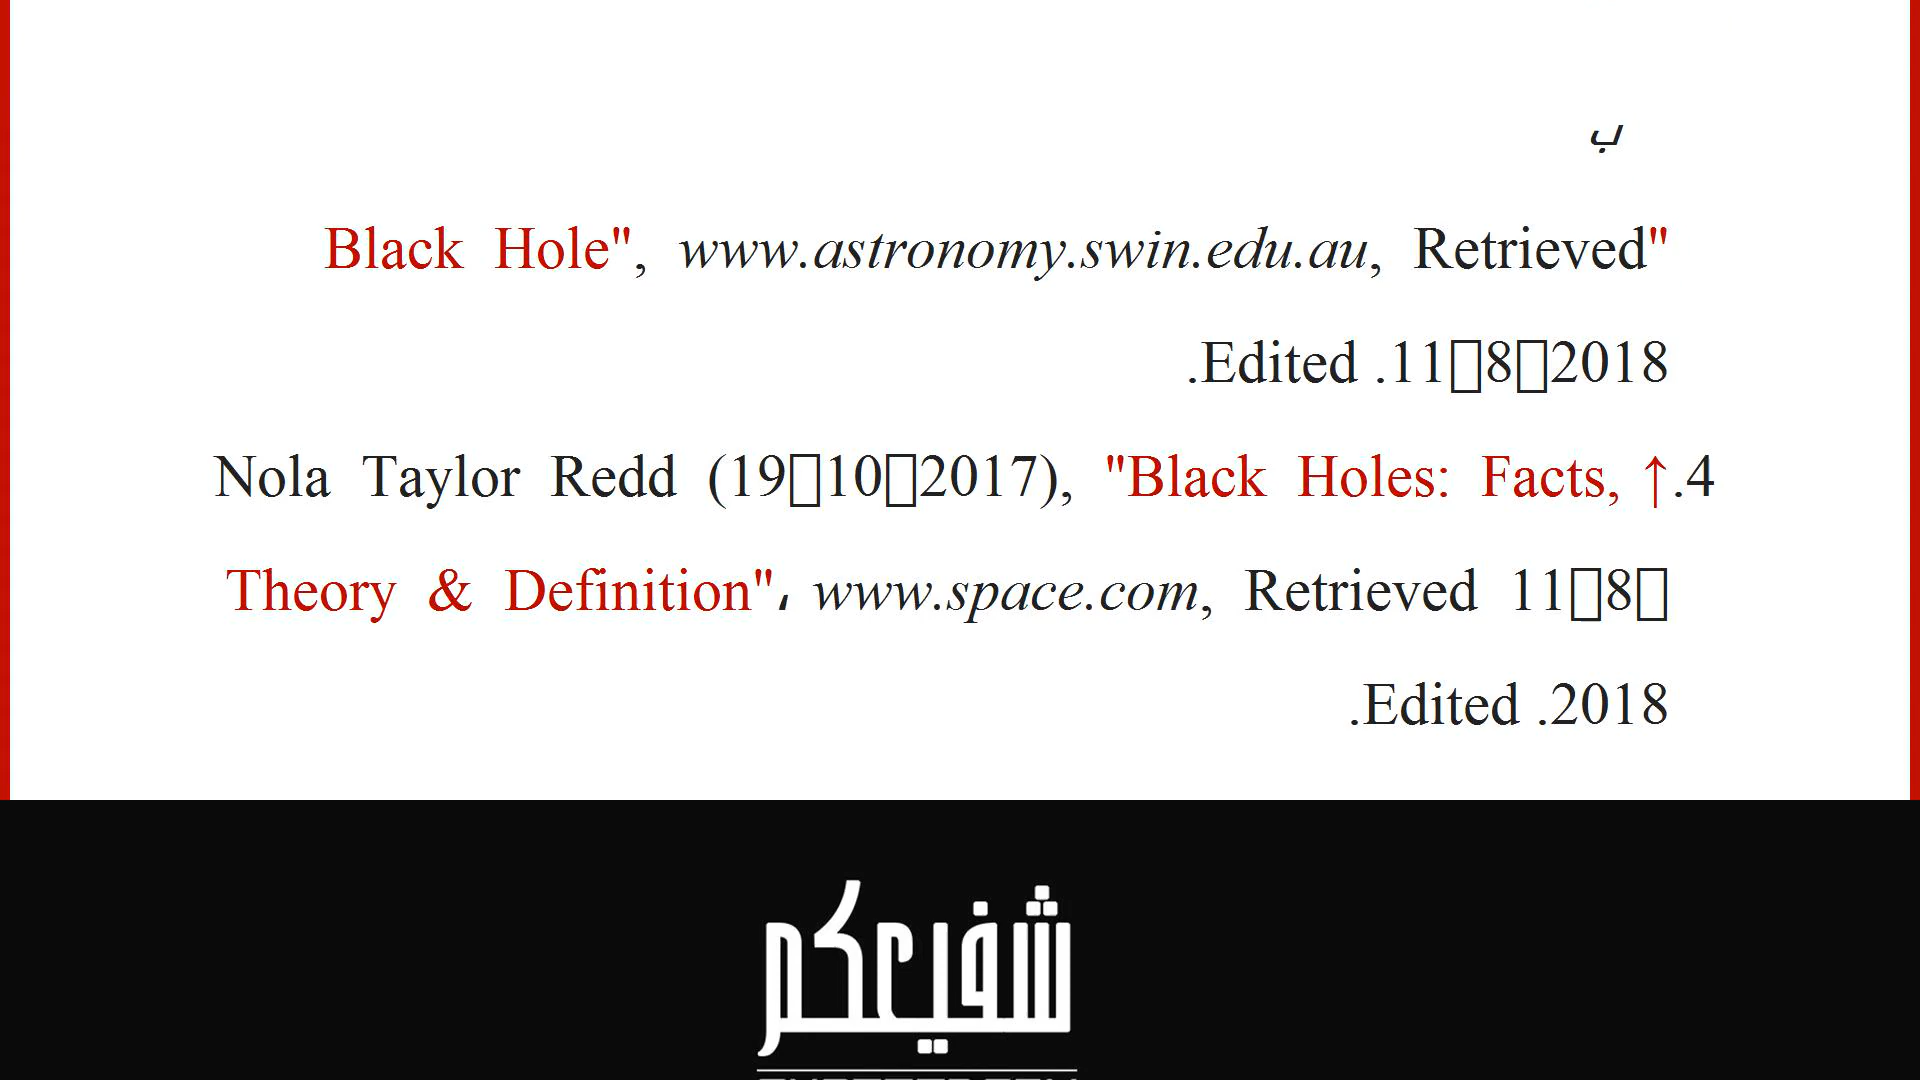 ب
Black Hole", www.astronomy.swin.edu.au, Retrieved"
.Edited .11▯8▯2018
Nola Taylor Redd (19▯10▯2017), "Black Holes: Facts, ↑.4
Theory & Definition"، www.space.com, Retrieved 11▯8▯
.Edited .2018
شفيعكم